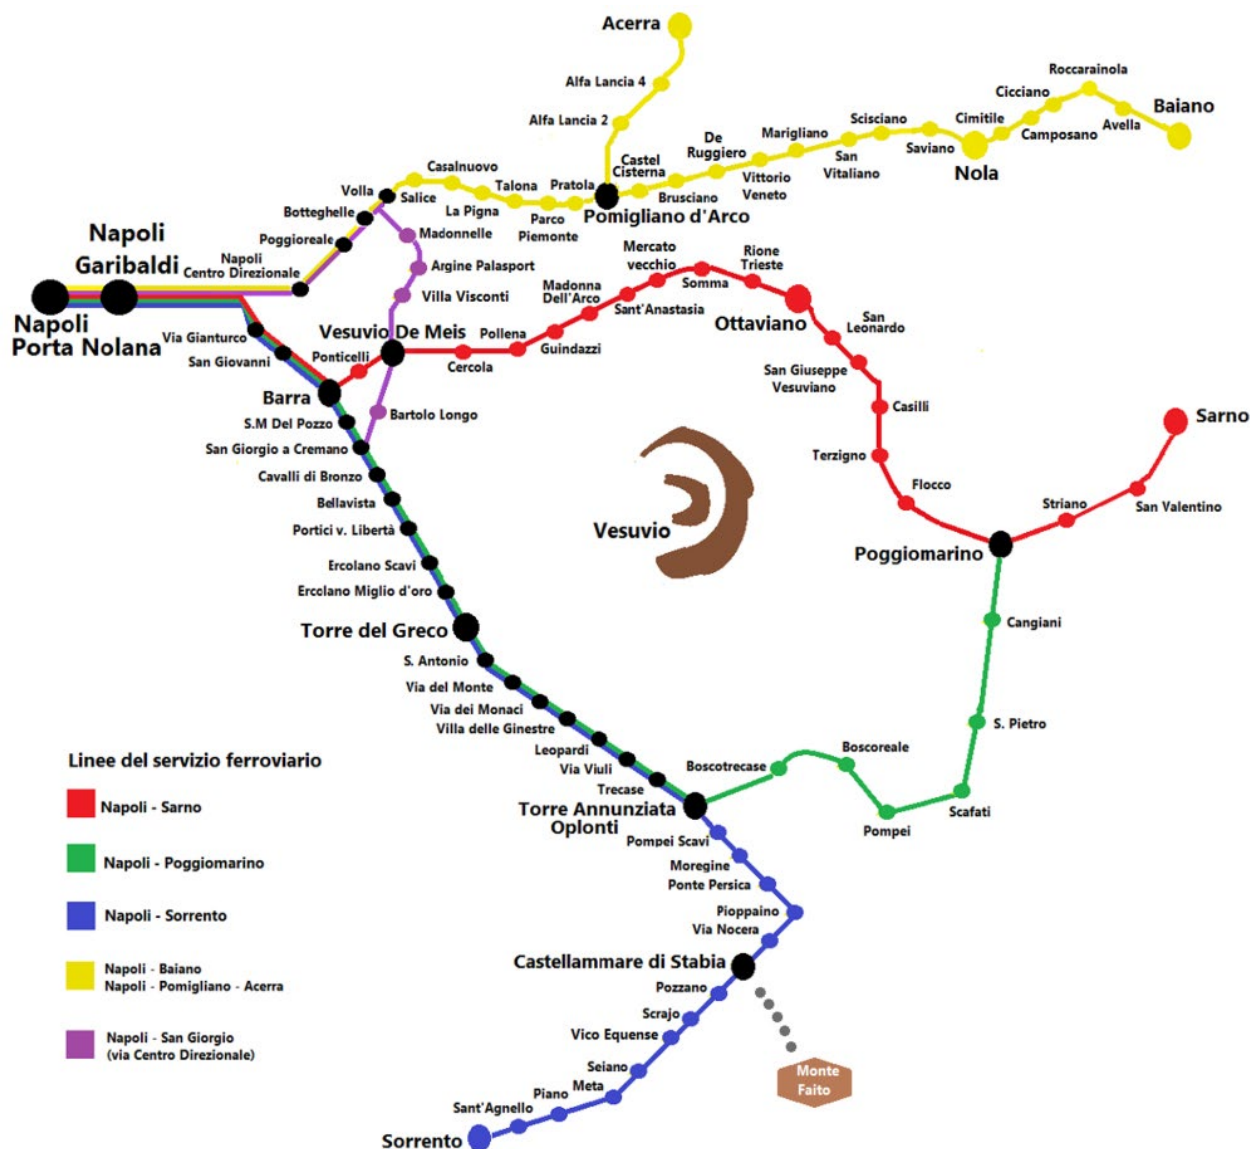 Acerra
Alfa Lancia 4
Alfa Lancia 2
Roccarainola
Cicciano
Baiano
Cimitile
Camposano
Avella
Scisciano
Saviano
Nola
Marigliano
San
Vitaliano
De
Ruggiero
Vittorio
Veneto
Castel
Cisterna
Brusciano
Pomigliano d'Arco
Pratola
Parco
Piemonte
Talona
La Pigna
Casalnuovo
Salice
Volla
Botteghelle
Poggioreale
Napoli
Centro Direzionale
Napoli
Garibaldi
Napoli
Porta Nolana
Madonnelle
Argine Palasport
Villa Visconti
Vesuvio De Meis
Bartolo Longo
Via Gianturco
San Giovanni
Barra
Ponticelli
Cercola
Pollena
Guindazzi
Madonna
Dell'Arco
Sant'Anastasia
Mercato
vecchio
Somma
Rione
Trieste
Ottaviano
San
Leonardo
San Giuseppe
Vesuviano
Casilli
Terzigno
Flocco
Poggiomarino
Striano
San Valentino
Sarno
S.M Del Pozzo
San Giorgio a Cremano
Cavalli di Bronzo
Bellavista
Portici v. Libertà
Ercolano Scavi
Ercolano Miglio d'oro
Torre del Greco
Vesuvio
S. Antonio
Via del Monte
Via dei Monaci
Villa delle Ginestre
Leopardi
Via Viuli
Trecase
Torre Annunziata
Oplonti
Boscotrecase
Boscoreale
Pompei
Scafati
S. Pietro
Cangiani
Pompei Scavi
Moregine
Ponte Persica
Pioppaino
Via Nocera
Castellammare di Stabia
Pozzano
Scrajo
Vico Equense
Seiano
Meta
Piano
Sant'Agnello
Sorrento
Monte
Faito
Linee del servizio ferroviario
Napoli - Sarno
Napoli - Poggiomarino
Napoli - Sorrento
Napoli - Baiano
Napoli - Pomigliano - Acerra
Napoli - San Giorgio
(via Centro Direzionale)